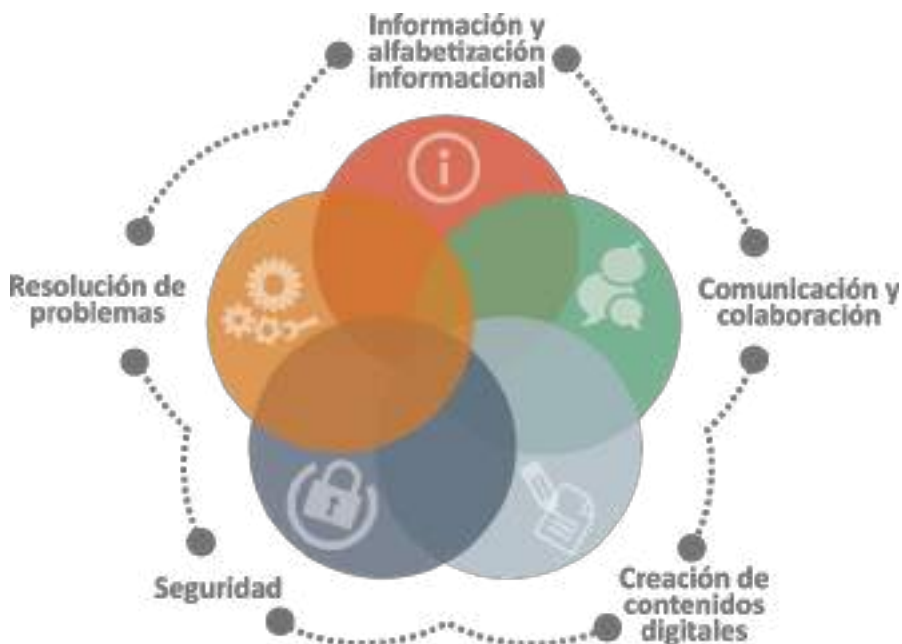 Información y
alfabetización
informacional
Resolución de
problemas
Comunicación y
colaboración
Seguridad
Creación de
contenidos
digitales